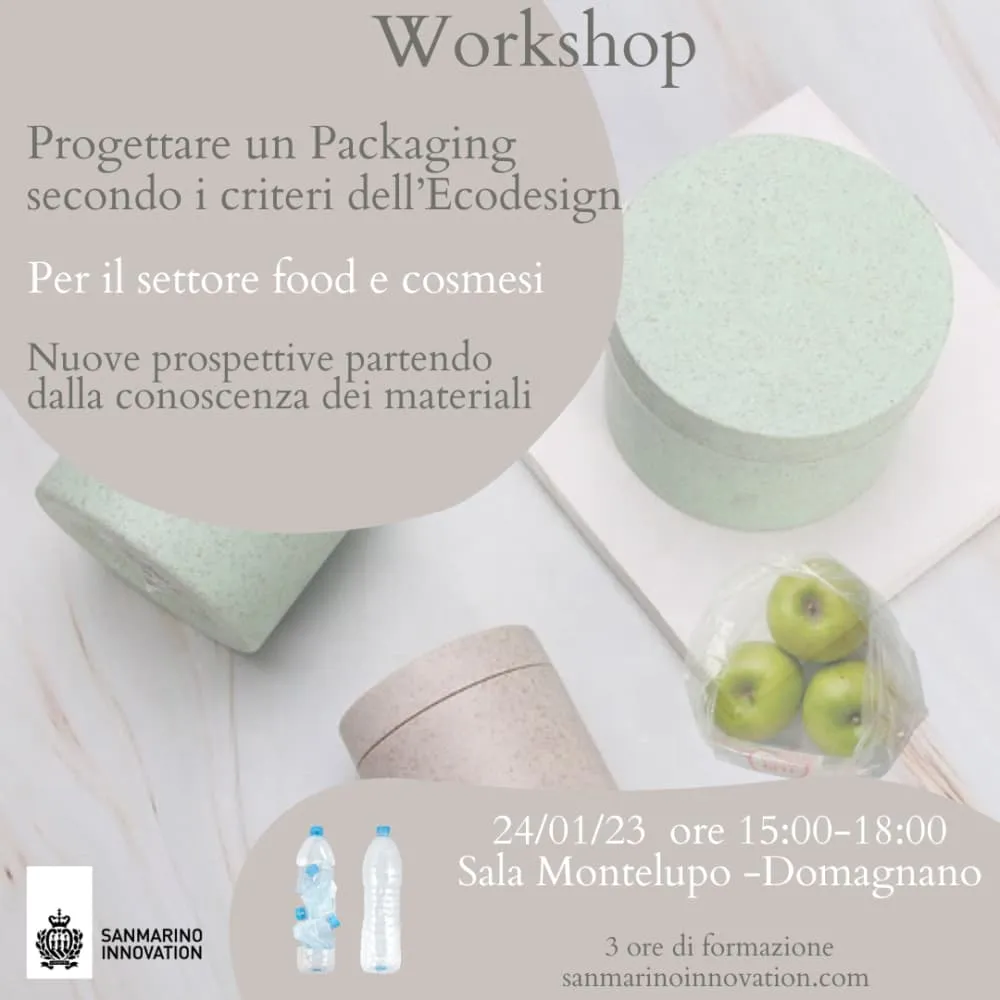 Workshop
Progettare un Packaging
secondo i criteri dell'Ecodesign
Per il settore food e cosmesi
Nuove prospettive partendo
dalla conoscenza dei materiali
24/01/23 ore 15:00-18:00
Sala Montelupo -Domagnano
SANMARINO
INNOVATION
3 ore di formazione
sanmarinoinnovation.com